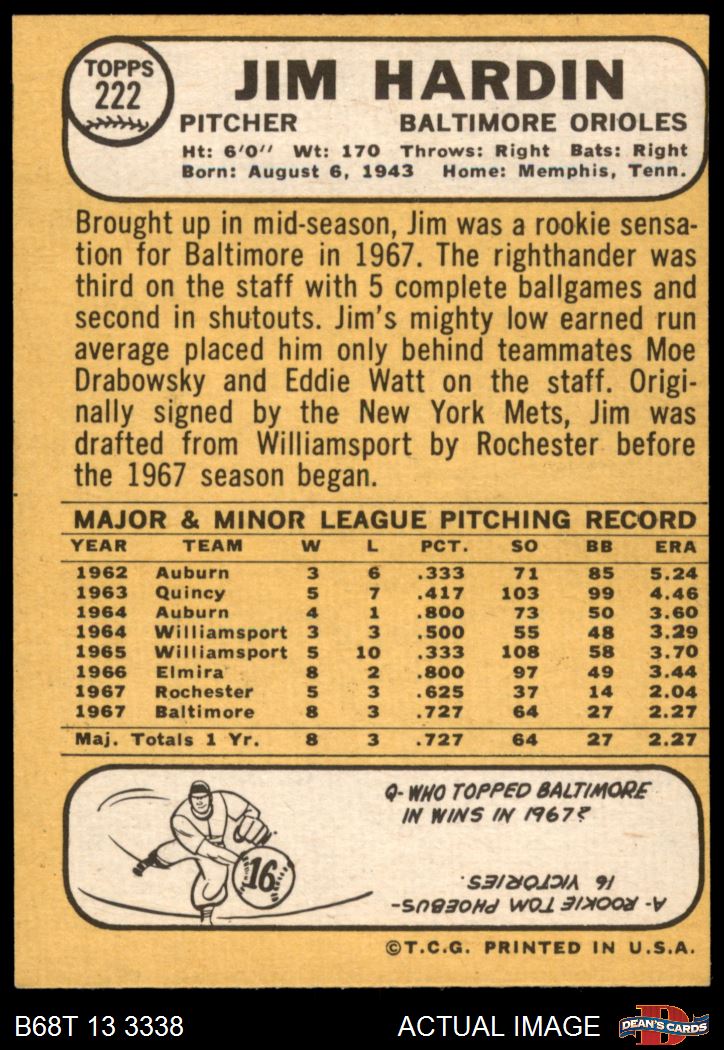 TOPPS
222
JIM HARDIN
PITCHER BALTIMORE ORIOLES
Ht: 6'0" Wt: 170 Throws: Right Bats: Right
Born: August 6, 1943 Home: Memphis, Tenn.
Brought up in mid-season, Jim was a rookie sensa-
tion for Baltimore in 1967. The righthander was
third on the staff with 5 complete ballgames and
second in shutouts. Jim's mighty low earned run
average placed him only behind teammates Moe
Drabowsky and Eddie Watt on the staff. Origi-
nally signed by the New York Mets, Jim was
drafted from Williamsport by Rochester before
the 1967 season began.
MAJOR & MINOR LEAGUE PITCHING RECORD
YEAR TEAM W L PCT. SO BB ERA
1962 Auburn 3 6 .333 71 85 5.24
1963 Quincy 5 7 .417 103 99 4.46
1964 Auburn 4 1 .800 73 50 3.60
1964 Williamsport 3 3 .500 55 48 3.29
1965 Williamsport 5 10 .333 108 58 3.70
1966 Elmira 8 2 .800 97 49 3.44
1967 Rochester 5 3 .625 37 14 2.04
1967 Baltimore 8 3 .727 64 27 2.27
Maj. Totals 1 Yr. 8 3 .727 64 27 2.27
Q- WHO TOPPED BALTIMORE
IN WINS IN 1967?
16
A- ROOKIE TOM PHOEBUS-
16 VICTORIES.
©T.C.G. PRINTED IN U.S.A.
B68T 13 3338 ACTUAL IMAGE
D
DEAN'S CARDS